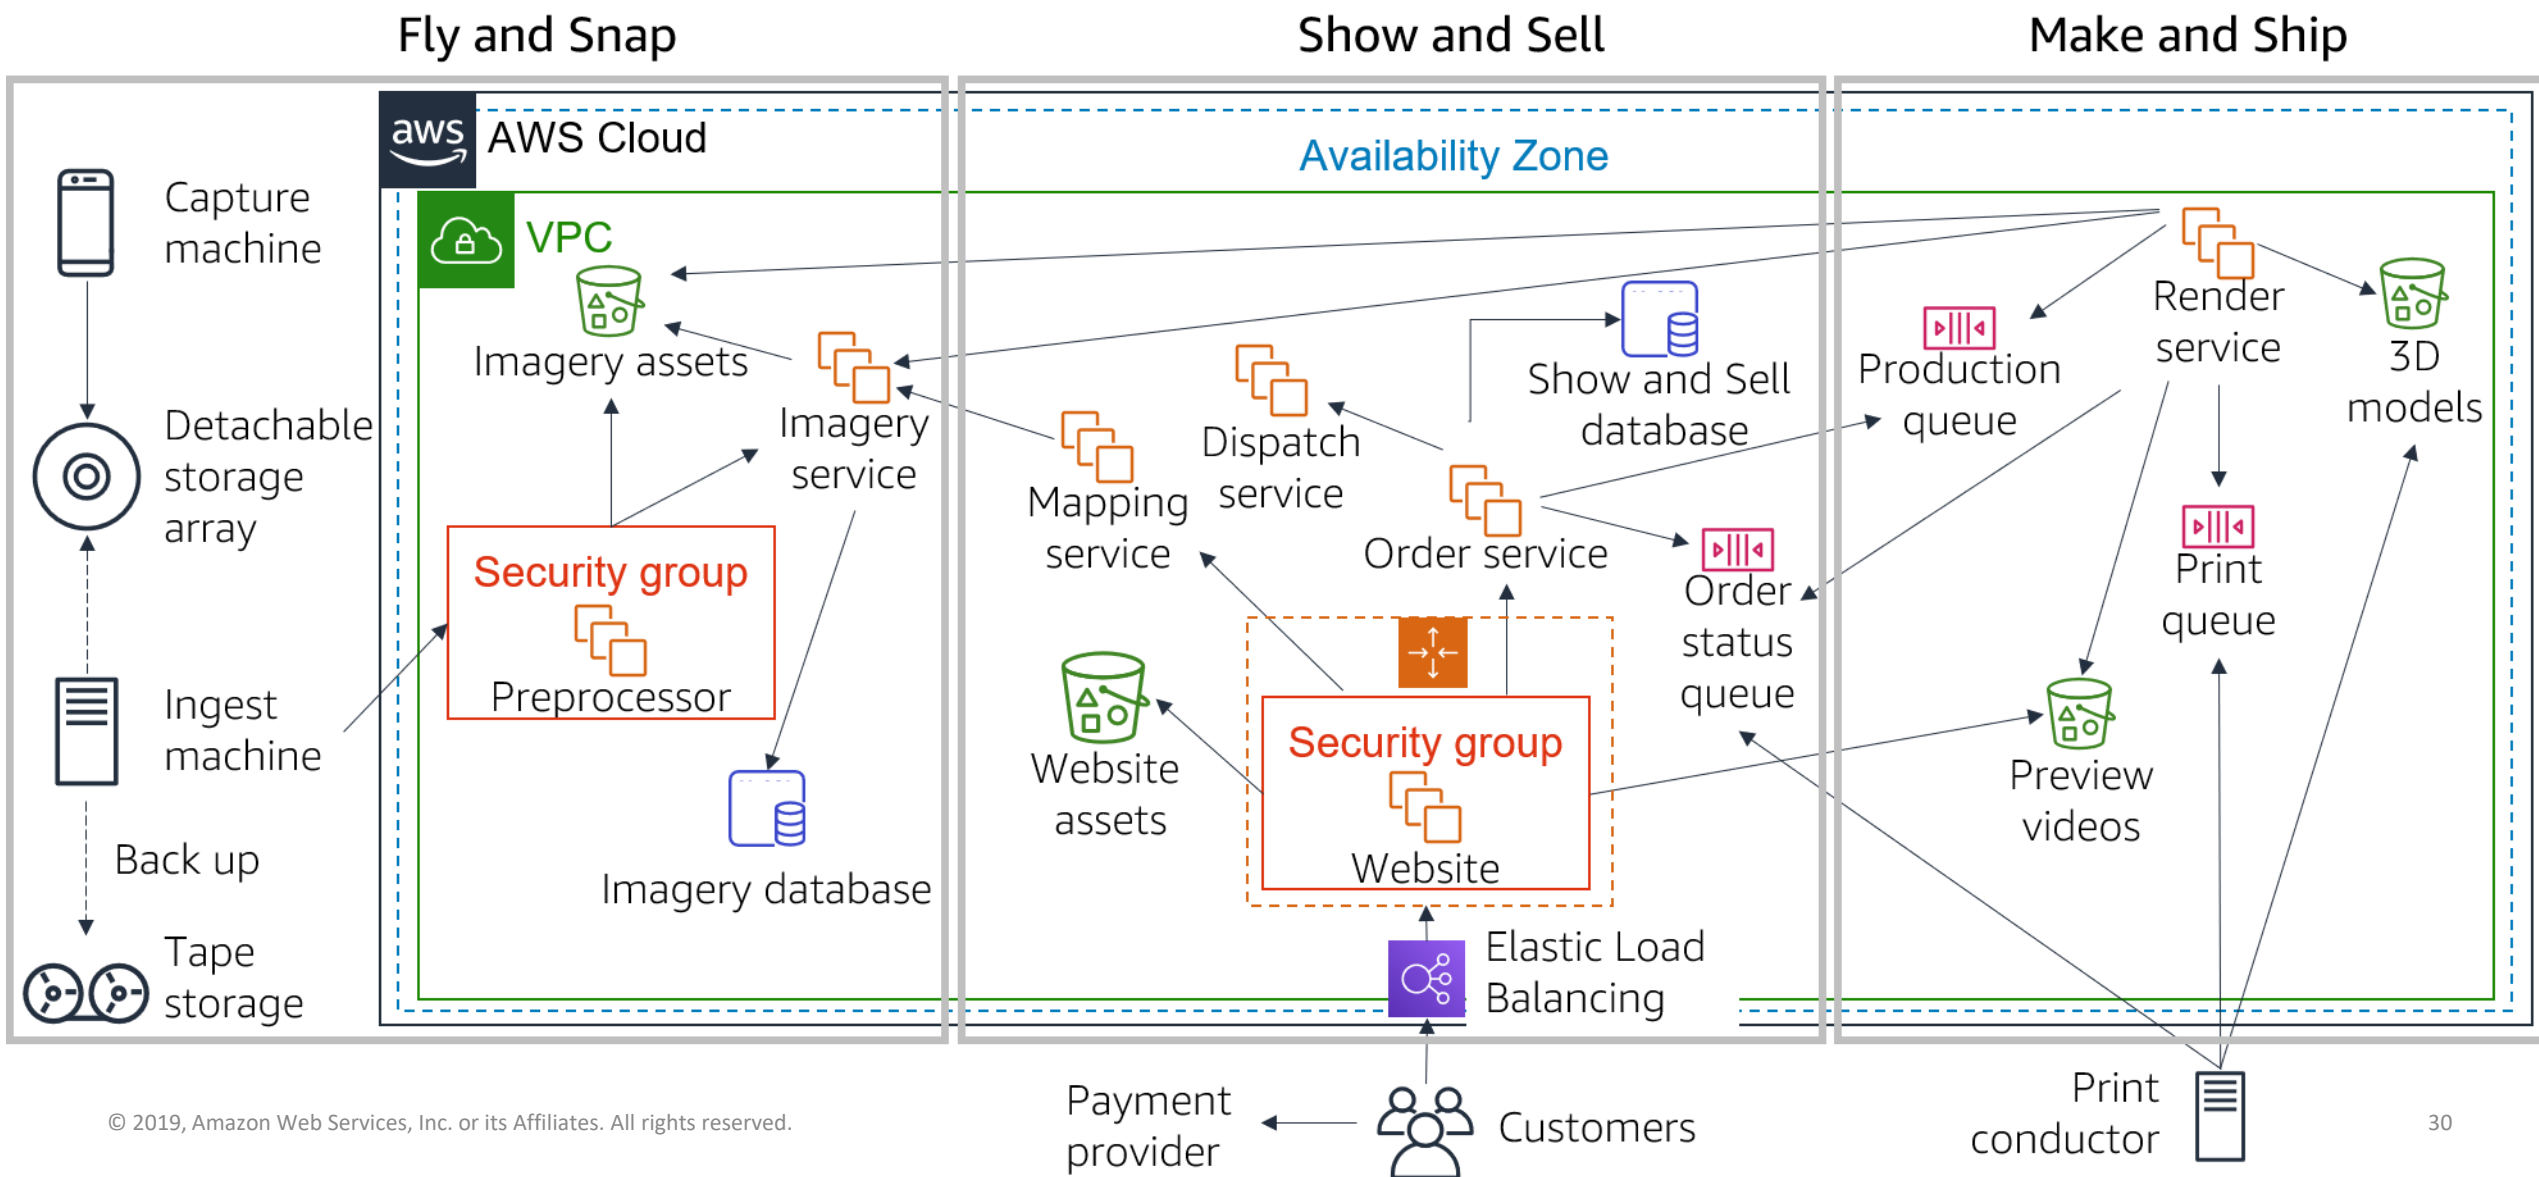 Fly and Snap
Show and Sell
Make and Ship
aws
AWS Cloud
Availability Zone
VPC
Capture
machine
Detachable
storage
array
Ingest
machine
Back up
Tape
storage
Imagery assets
Imagery
service
Security group
Preprocessor
Imagery database
Mapping
service
Dispatch
service
Show and Sell
database
Order service
Order
status
queue
Website
assets
Security group
Website
Elastic Load
Balancing
Payment
provider
Customers
Production
queue
Render
service
3D
models
Print
queue
Preview
videos
Print
conductor
© 2019, Amazon Web Services, Inc. or its Affiliates. All rights reserved.
30